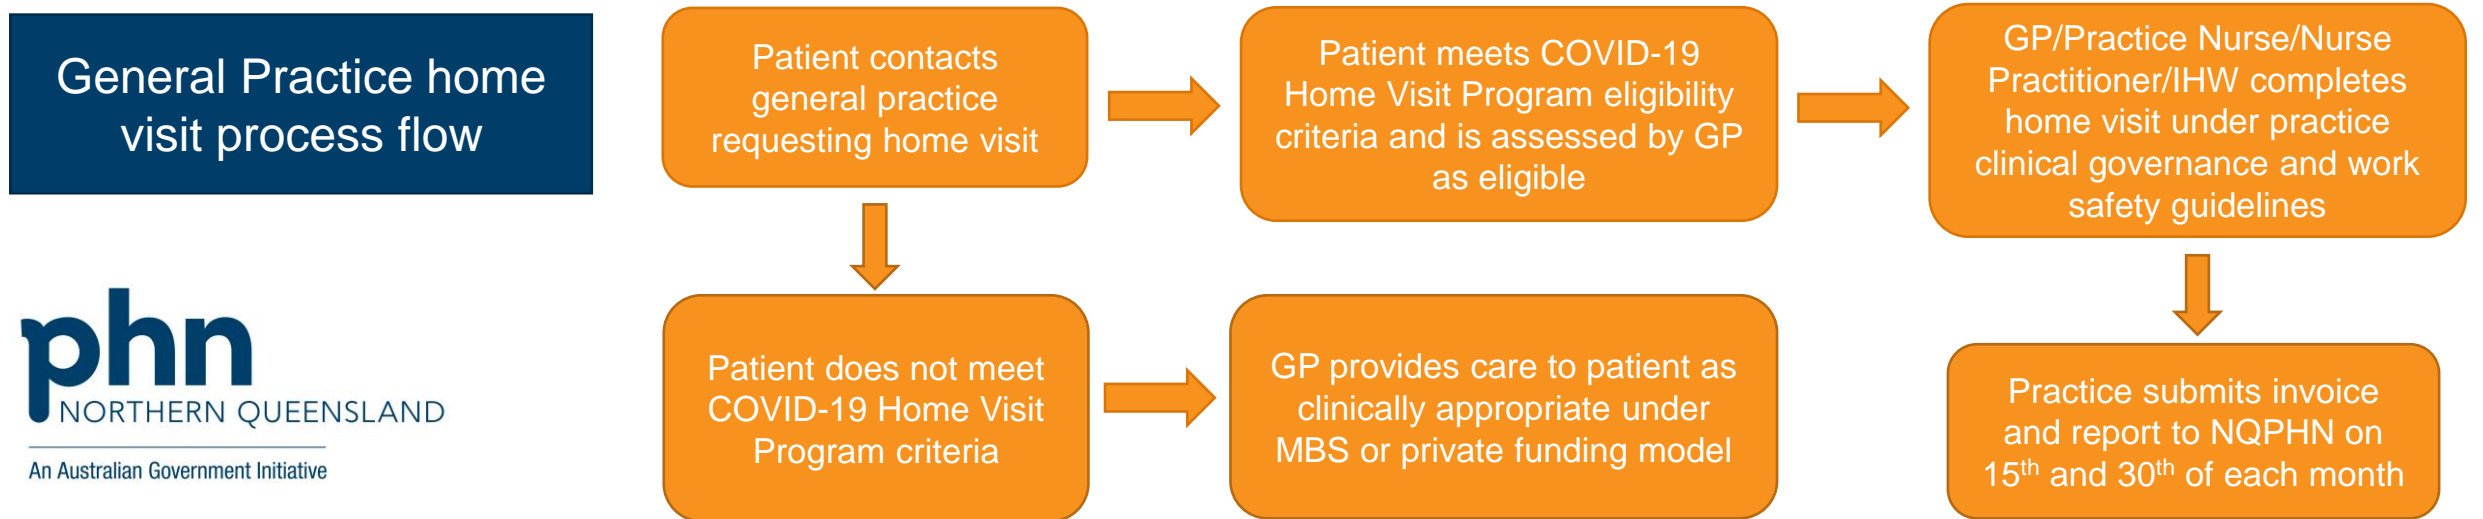 General Practice home
visit process flow
phn
NORTHERN QUEENSLAND
An Australian Government Initiative
Patient contacts
general practice
requesting home visit
Patient meets COVID-19
Home Visit Program eligibility
criteria and is assessed by GP
as eligible
GP/Practice Nurse/Nurse
Practitioner/IHW completes
home visit under practice
clinical governance and work
safety guidelines
Patient does not meet
COVID-19 Home Visit
Program criteria
GP provides care to patient as
clinically appropriate under
MBS or private funding model
Practice submits invoice
and report to NQPHN on
15th and 30th of each month